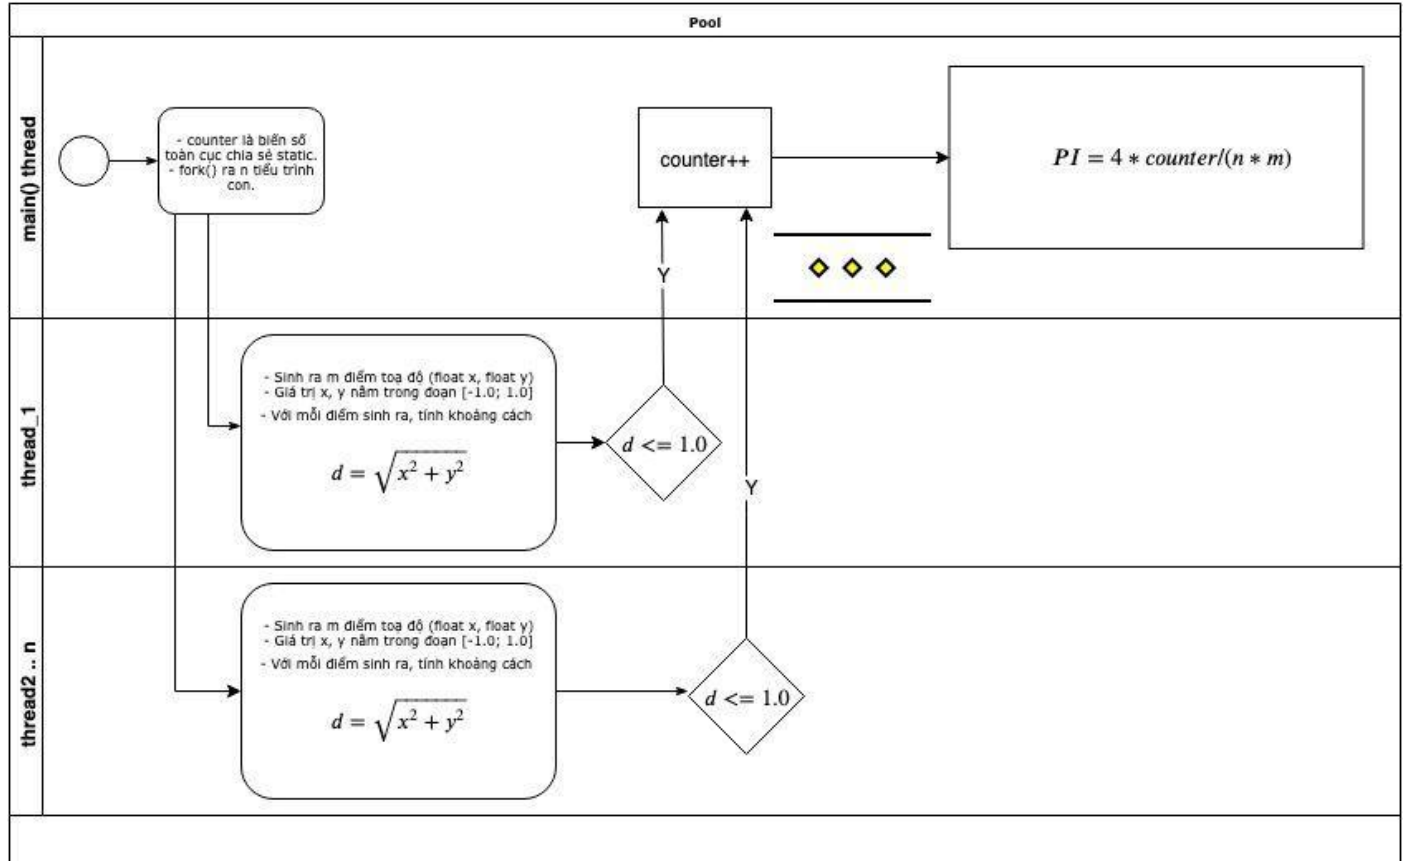 Pool
main() thread
- counter là biến số
toàn cục chia sẻ static.
- fork() ra n tiểu trình
con.
counter++
PI = 4 * counter/(n * m)
Y
thread_1
- Sinh ra m điểm toạ độ (float x, float y)
- Giá trị x, y nằm trong đoạn [-1.0; 1.0]
- Với mỗi điểm sinh ra, tính khoảng cách
d = √(x² + y²)
d <= 1.0
Y
thread2 .. n
- Sinh ra m điểm toạ độ (float x, float y)
- Giá trị x, y nằm trong đoạn [-1.0; 1.0]
- Với mỗi điểm sinh ra, tính khoảng cách
d = √(x² + y²)
d <= 1.0